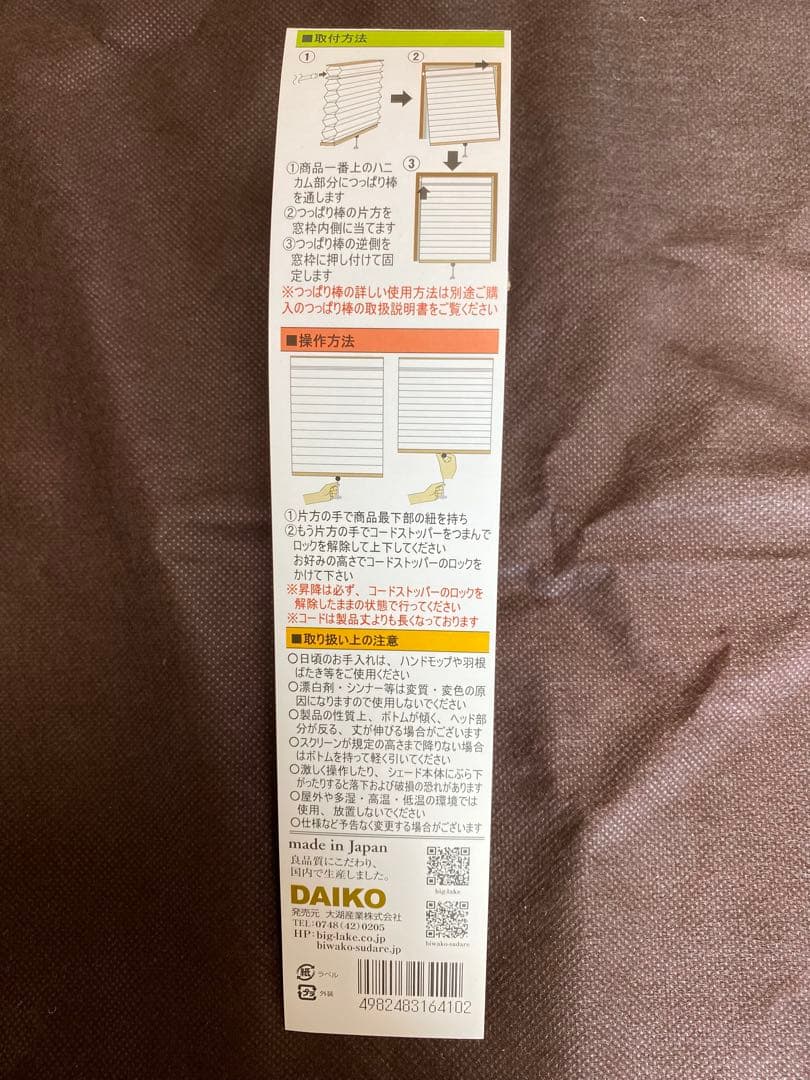 ■取付方法
①
②
③
①商品一番上のハニ
カム部分につっぱり棒
を通します
②つっぱり棒の片方を
窓枠内側に当てます
③つっぱり棒の逆側を
窓枠に押し付けて固
定します
※つっぱり棒の詳しい使用方法は別途ご購
入のつっぱり棒の取扱説明書をご覧ください
■操作方法
①片方の手で商品最下部の紐を持ち
②もう片方の手でコードストッパーをつまんで
ロックを解除して上下してください
お好みの高さでコードストッパーのロックを
かけて下さい
※昇降は必ず、コードストッパーのロックを
解除したままの状態で行ってください
※コードは製品丈よりも長くなっております
■取り扱い上の注意
○日頃のお手入れは、ハンドモップや羽根
ばたき等をご使用ください
○漂白剤・シンナー等は変質・変色の原
因になりますので使用しないでください
○製品の性質上、ボトムが傾く、ヘッド部
分が反る、丈が伸びる場合がございます
○スクリーンが規定の高さまで降りない場合
はボトムを持って軽く引いてください
○激しく操作したり、シェード本体にぶら下
がったりすると落下および破損の恐れがあります
○屋外や多湿・高温・低温の環境では
使用、放置しないでください
○仕様など予告なく変更する場合がございます
made in Japan
良品質にこだわり、
国内で生産しました。
DAIKO
発売元 大湖産業株式会社
TEL:0748(42)0205
HP:big-lake.co.jp
biwako-sudare.jp
big-lake
biwako-sudare
紙 ラベル
プラ 外装
4982483164102